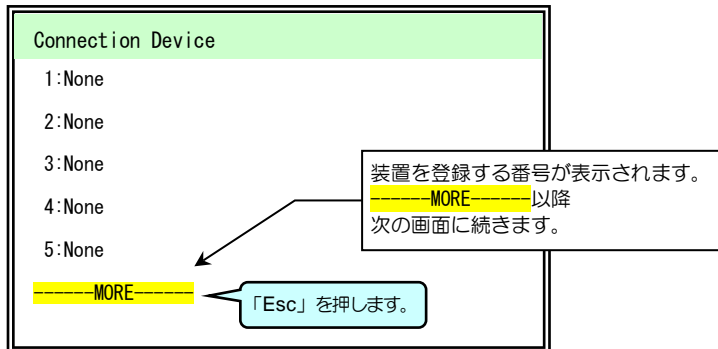 Connection Device
1:None
2:None
3:None
4:None
5:None
------MORE------
「Esc」を押します。
装置を登録する番号が表示されます。
------MORE------以降
次の画面に続きます。